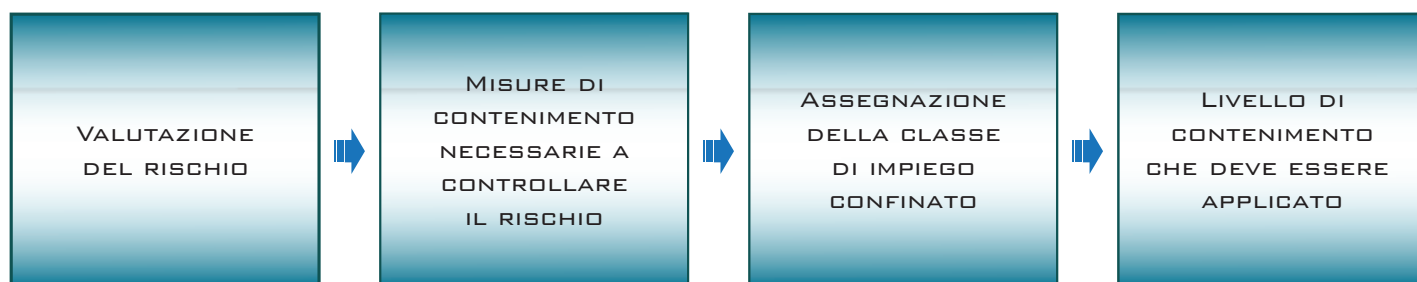 Valutazione
del rischio
Misure di
contenimento
necessarie a
controllare
il rischio
Assegnazione
della classe
di impiego
confinato
Livello di
contenimento
che deve essere
applicato